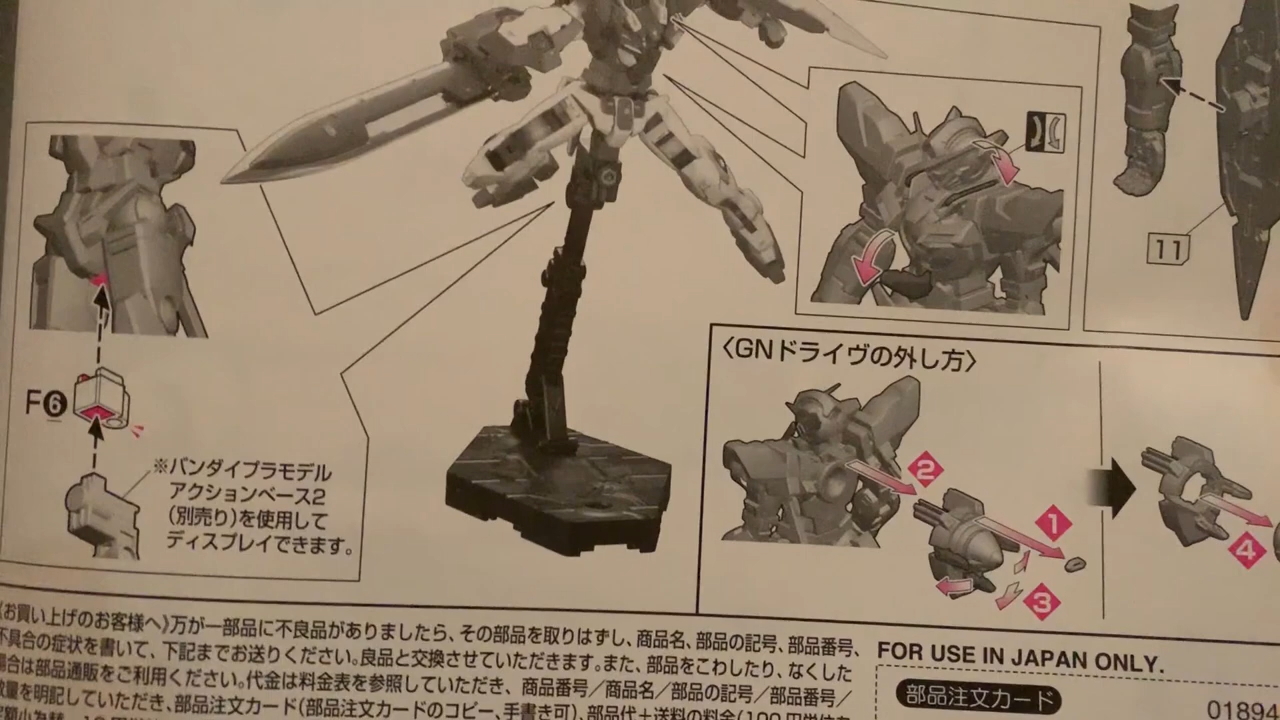 11
〈GNドライヴの外し方〉
F6
2
1
3
4
※バンダイプラモデル
アクションベース2
(別売り)を使用して
ディスプレイできます。
《お買い上げのお客様へ》万が一部品に不良品がありましたら、その部品を取りはずし、商品名、部品の記号、部品番号、
不具合の症状を書いて、下記までお送りください。良品と交換させていただきます。また、部品をこわしたり、なくした
場合は部品通販をご利用ください。代金は料金表を参照していただき、商品番号／商品名／部品の記号／部品番号／
数量を明記していただき、部品注文カード(部品注文カードのコピー、手書き可)、部品代＋送料の料金(100円単位
FOR USE IN JAPAN ONLY.
部品注文カード
01894